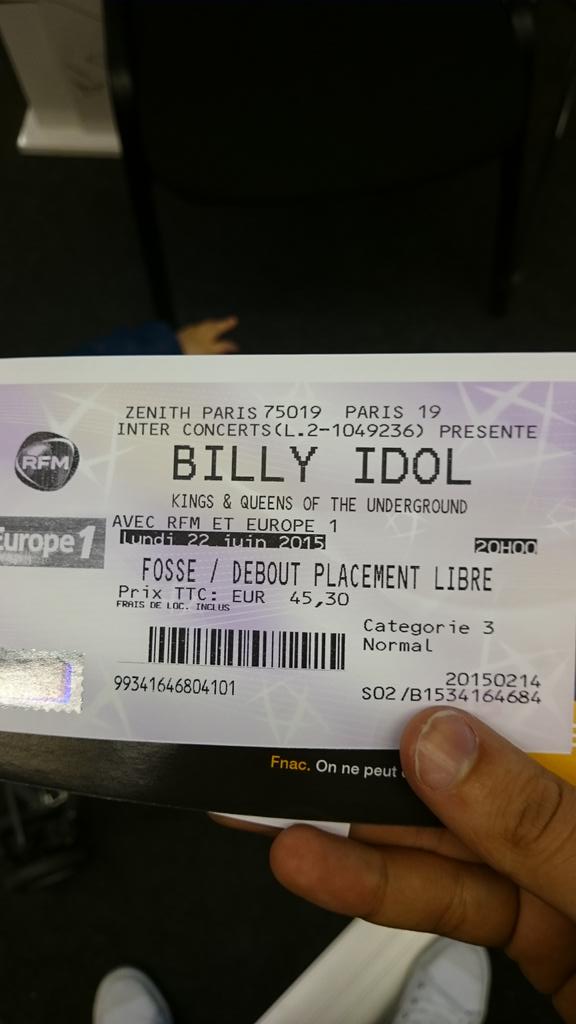 ZENITH PARIS 75019 PARIS 19
INTER CONCERTS(L.2-1049236) PRESENTE
RFM
BILLY IDOL
KINGS & QUEENS OF THE UNDERGROUND
AVEC RFM ET EUROPE 1
Europe 1
Lundi 22 juin 2015 20H00
FOSSE / DEBOUT PLACEMENT LIBRE
Prix TTC: EUR 45,30
FRAIS DE LOC. INCLUS
Categorie 3
Normal
99341646804101
20150214
S02/B1534164684
Fnac. On ne peut